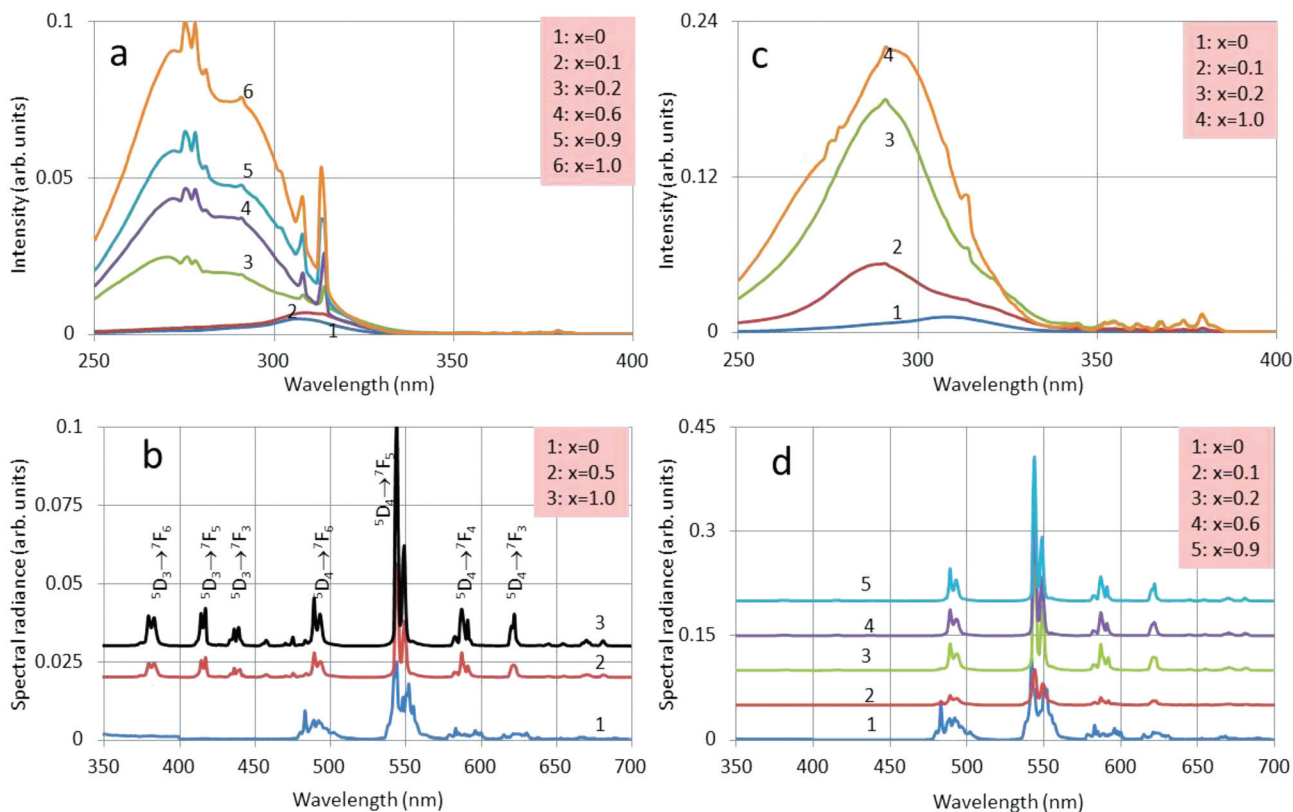 a
Intensity (arb. units)
0.1
0.05
0
250
300
350
400
Wavelength (nm)
1: x=0
2: x=0.1
3: x=0.2
4: x=0.6
5: x=0.9
6: x=1.0
6
5
4
3
2
1
c
Intensity (arb. units)
0.24
0.12
0
250
300
350
400
Wavelength (nm)
1: x=0
2: x=0.1
3: x=0.2
4: x=1.0
4
3
2
1
b
Spectral radiance (arb. units)
0.1
0.075
0.05
0.025
0
350
400
450
500
550
600
650
700
Wavelength (nm)
1: x=0
2: x=0.5
3: x=1.0
⁵D₃→⁷F₆
⁵D₃→⁷F₅
⁵D₃→⁷F₃
⁵D₄→⁷F₆
⁵D₄→⁷F₅
⁵D₄→⁷F₄
⁵D₄→⁷F₃
3
2
1
d
Spectral radiance (arb. units)
0.45
0.3
0.15
0
350
400
450
500
550
600
650
700
Wavelength (nm)
1: x=0
2: x=0.1
3: x=0.2
4: x=0.6
5: x=0.9
5
4
3
2
1